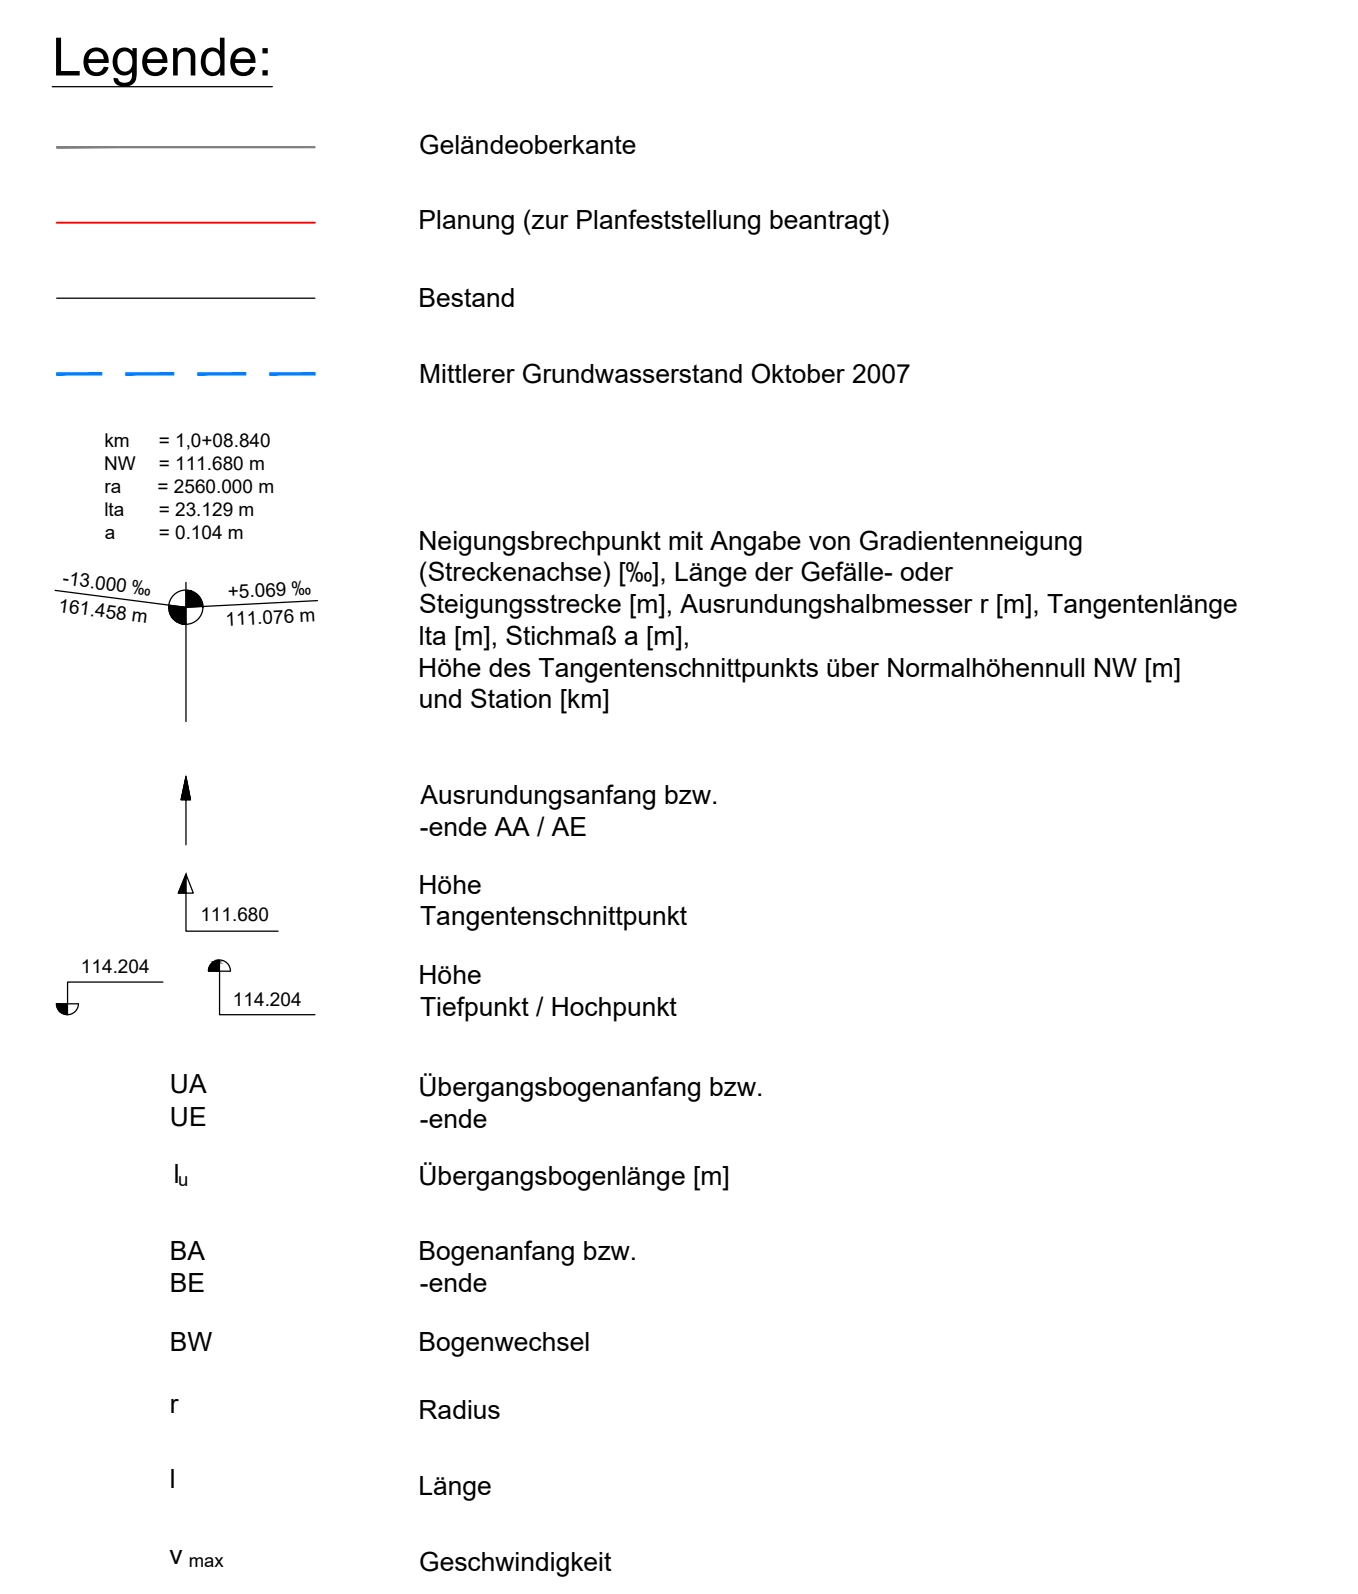 Legende:
Geländeoberkante
Planung (zur Planfeststellung beantragt)
Bestand
Mittlerer Grundwasserstand Oktober 2007
km = 1,0+08.840
NW = 111.680 m
ra = 2560.000 m
lta = 23.129 m
a = 0.104 m
-13.000 ‰
161.458 m
+5.069 ‰
111.076 m
Neigungsbrechpunkt mit Angabe von Gradientenneigung
(Streckenachse) [‰], Länge der Gefälle- oder
Steigungsstrecke [m], Ausrundungshalbmesser r [m], Tangentenlänge
lta [m], Stichmaß a [m],
Höhe des Tangentenschnittpunkts über Normalhöhennull NW [m]
und Station [km]
Ausrundungsanfang bzw.
-ende AA / AE
111.680
Höhe
Tangentenschnittpunkt
114.204
114.204
Höhe
Tiefpunkt / Hochpunkt
UA
UE
Übergangsbogenanfang bzw.
-ende
lu
Übergangsbogenlänge [m]
BA
BE
Bogenanfang bzw.
-ende
BW
Bogenwechsel
r
Radius
l
Länge
v max
Geschwindigkeit